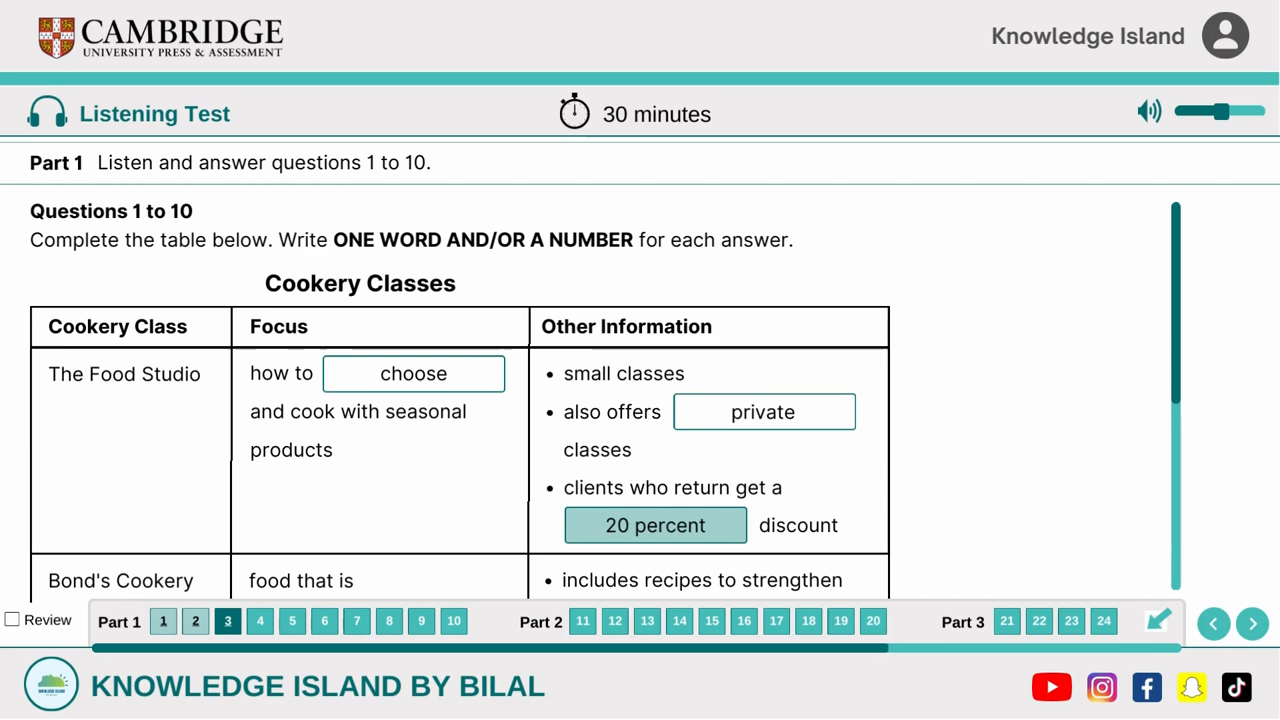 CAMBRIDGE
UNIVERSITY PRESS & ASSESSMENT
Knowledge Island
Listening Test
30 minutes
Part 1 Listen and answer questions 1 to 10.
Questions 1 to 10
Complete the table below. Write ONE WORD AND/OR A NUMBER for each answer.
Cookery Classes
Cookery Class Focus Other Information
The Food Studio
how to choose
and cook with seasonal
products
• small classes
• also offers private
classes
• clients who return get a
20 percent discount
Bond's Cookery
food that is
• includes recipes to strengthen
Review Part 1 1 2 3 4 5 6 7 8 9 10 Part 2 11 12 13 14 15 16 17 18 19 20 Part 3 21 22 23 24
KNOWLEDGE ISLAND BY BILAL